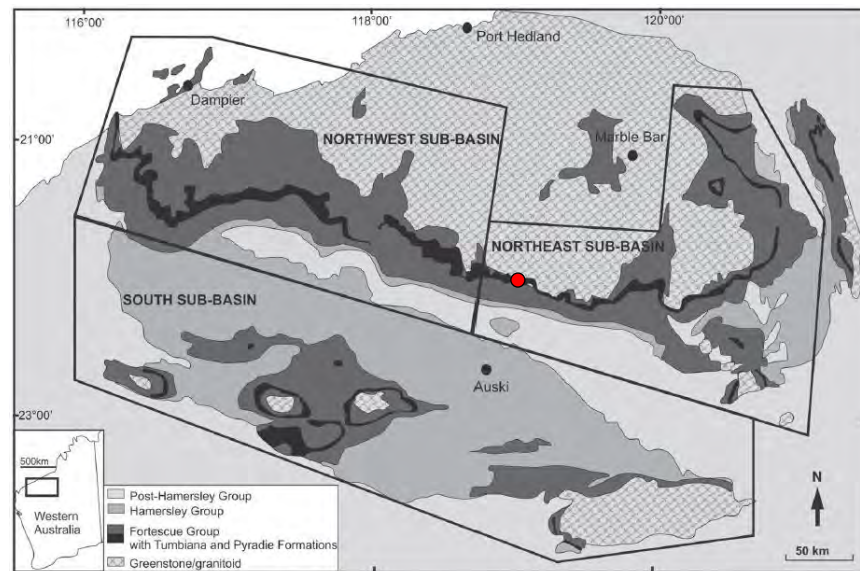 116°00'
118°00'
120°00'
Port Hedland
Dampier
21°00'
NORTHWEST SUB-BASIN
Marble Bar
NORTHEAST SUB-BASIN
SOUTH SUB-BASIN
Auski
23°00'
500km
Western
Australia
Post-Hamersley Group
Hamersley Group
Fortescue Group
with Tumbiana and Pyradie Formations
Greenstone/granitoid
N
50 km